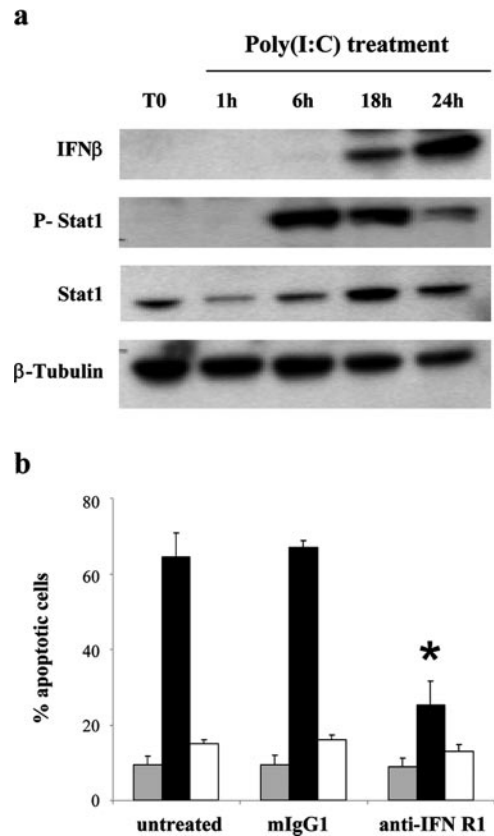 a
Poly(I:C) treatment
T0 1h 6h 18h 24h
IFNβ
P- Stat1
Stat1
β-Tubulin
b
% apoptotic cells
80
60
40
20
0
*
untreated mIgG1 anti-IFN R1